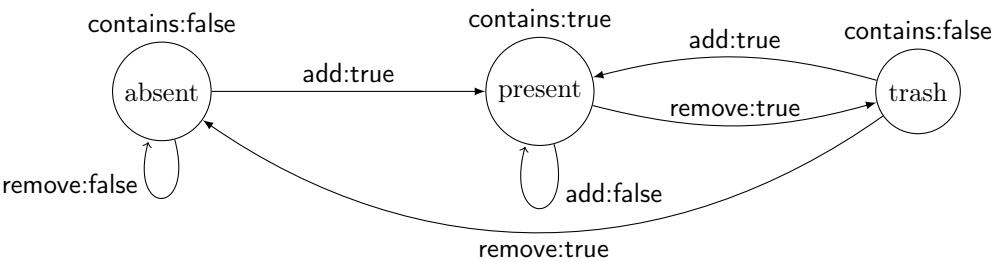 contains:false
contains:true
contains:false
add:true
add:true
absent
present
trash
remove:true
remove:false
add:false
remove:true